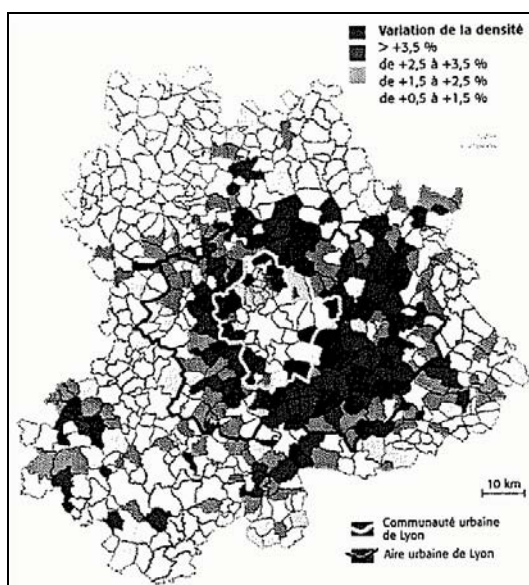 Variation de la densité
> +3,5 %
de +2,5 à +3,5 %
de +1,5 à +2,5 %
de +0,5 à +1,5 %
10 km
Communauté urbaine
de Lyon
Aire urbaine de Lyon